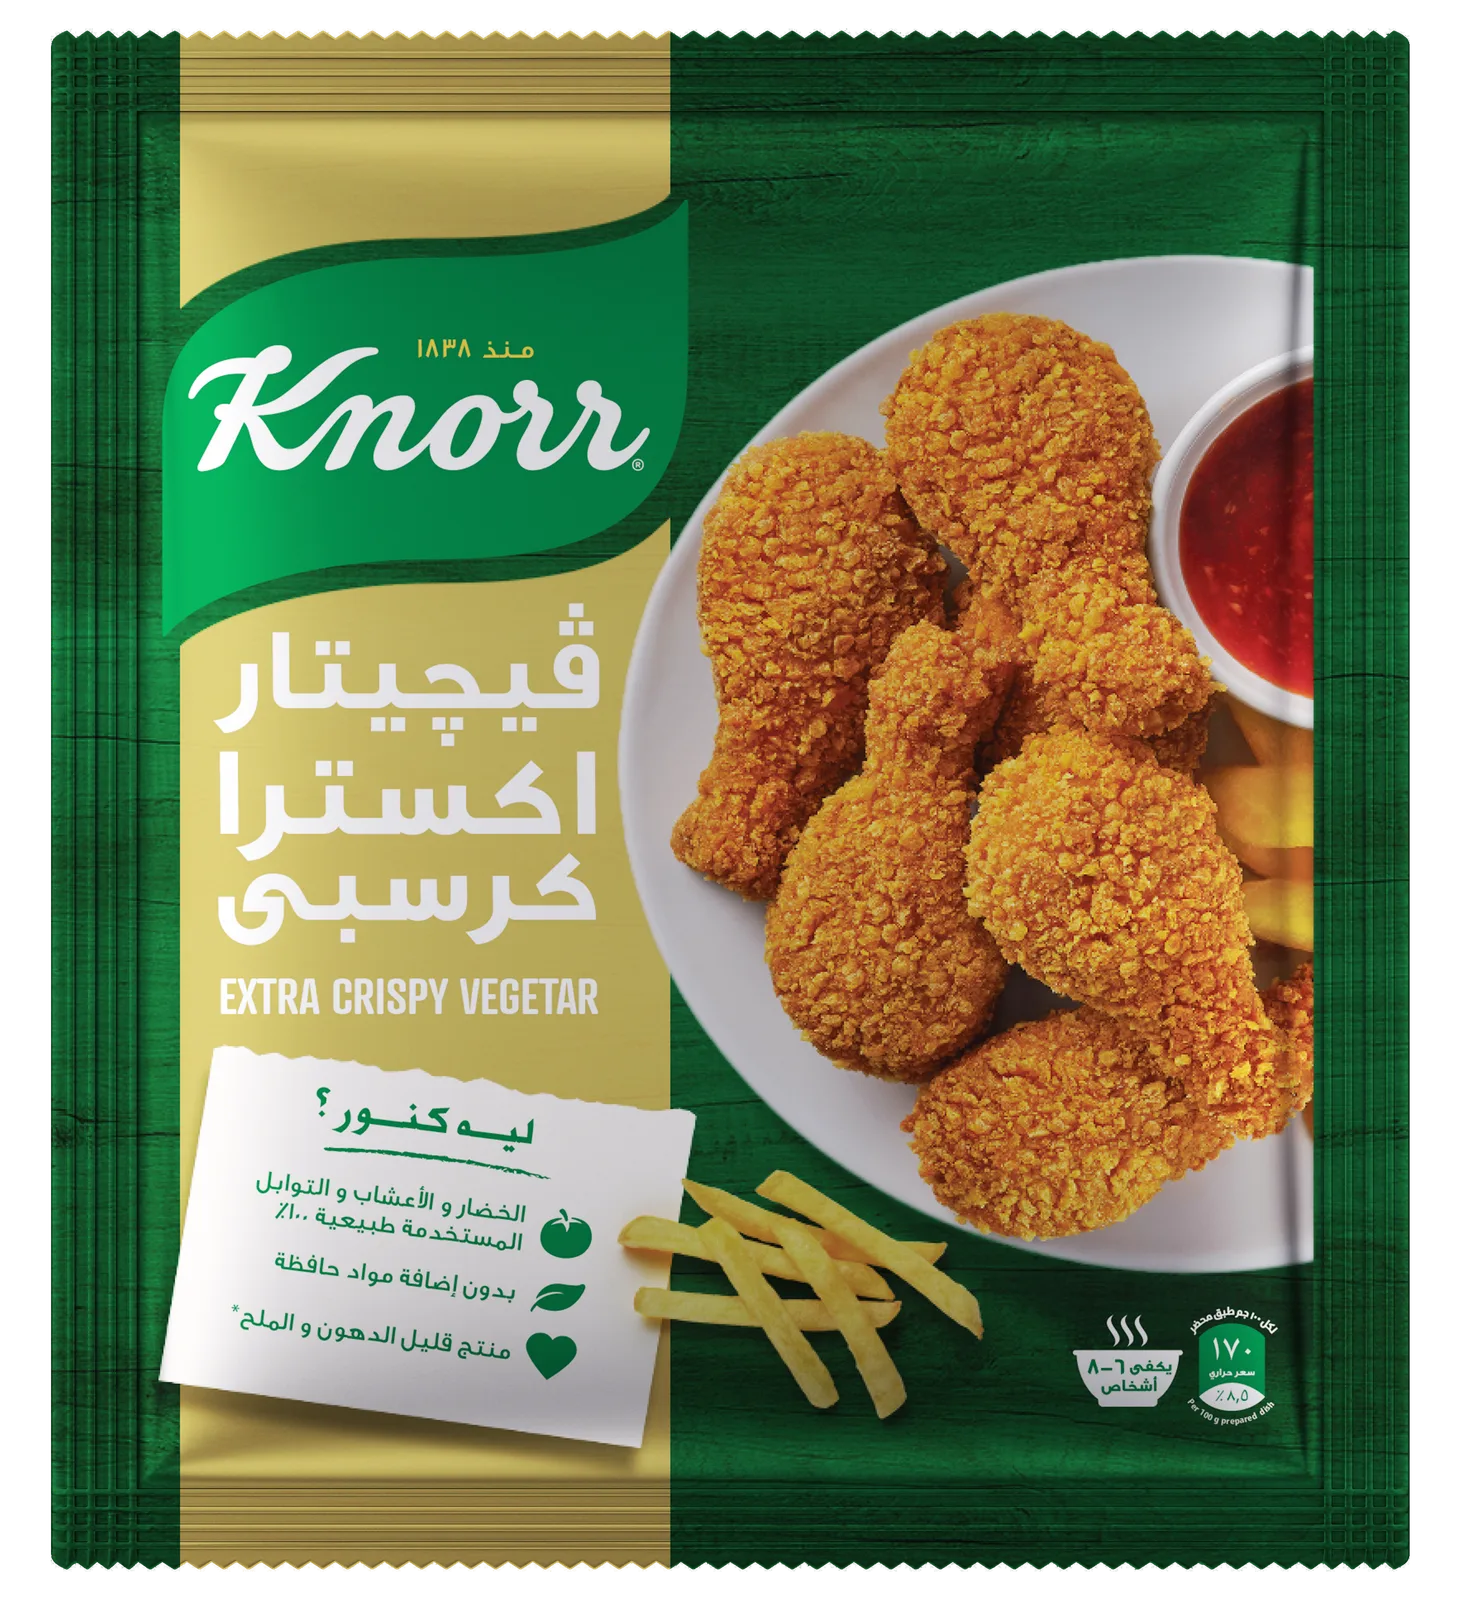 منذ ١٨٣٨
Knorr®
ڤيچيتار
اكسترا
كرسبى
EXTRA CRISPY VEGETAR
ليه كنور؟
الخضار و الأعشاب و التوابل
المستخدمة طبيعية ١٠٠٪
بدون إضافة مواد حافظة
منتج قليل الدهون و الملح*
يكفى ٦-٨
أشخاص
لكل ١٠٠ جم طبق محضر
١٧٠
سعر حراري
٨,٥ ٪
Per 100 g prepared dish